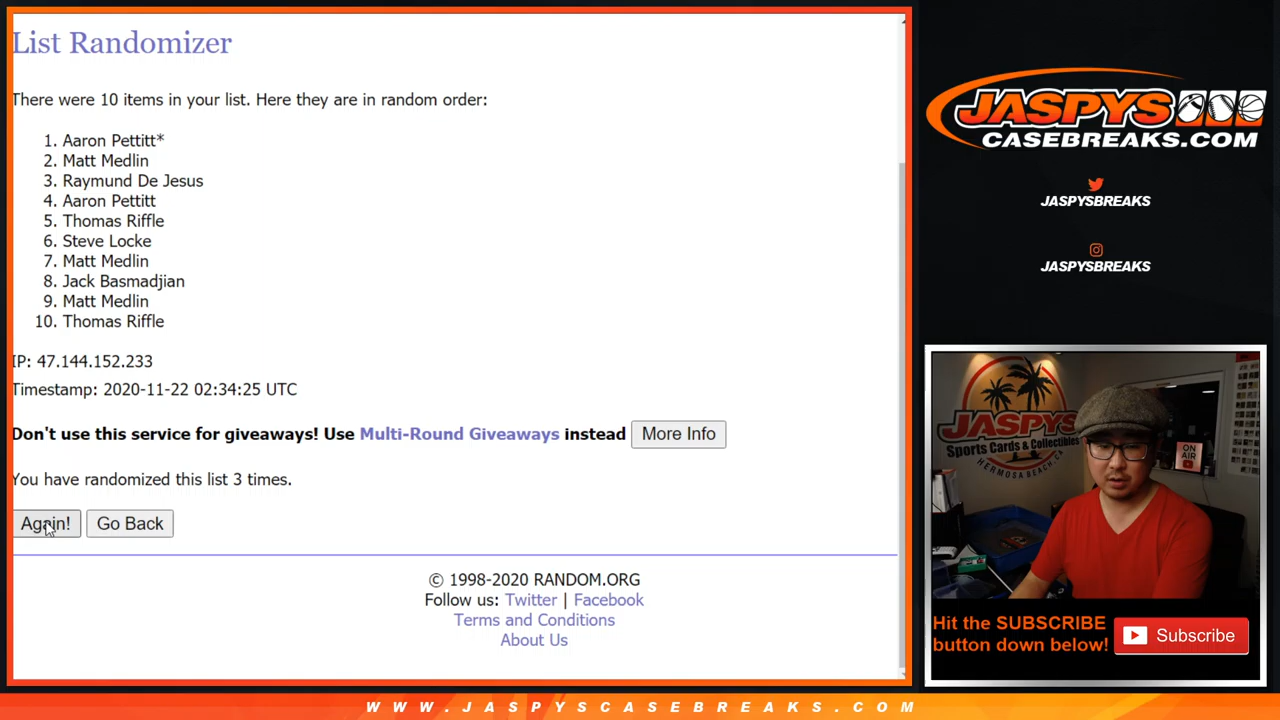 List Randomizer
There were 10 items in your list. Here they are in random order:
1. Aaron Pettitt*
2. Matt Medlin
3. Raymund De Jesus
4. Aaron Pettitt
5. Thomas Riffle
6. Steve Locke
7. Matt Medlin
8. Jack Basmadjian
9. Matt Medlin
10. Thomas Riffle
IP: 47.144.152.233
Timestamp: 2020-11-22 02:34:25 UTC
Don't use this service for giveaways! Use Multi-Round Giveaways instead More Info
You have randomized this list 3 times.
Again! Go Back
© 1998-2020 RANDOM.ORG
Follow us: Twitter | Facebook
Terms and Conditions
About Us
JASPYS
CASEBREAKS.COM
JASPYSBREAKS
JASPYSBREAKS
JASPYS
Sports Cards & Collectibles
HERMOSA BEACH, CA
ON AIR
Hit the SUBSCRIBE
button down below!
Subscribe
WWW.JASPYSCASEBREAKS.COM